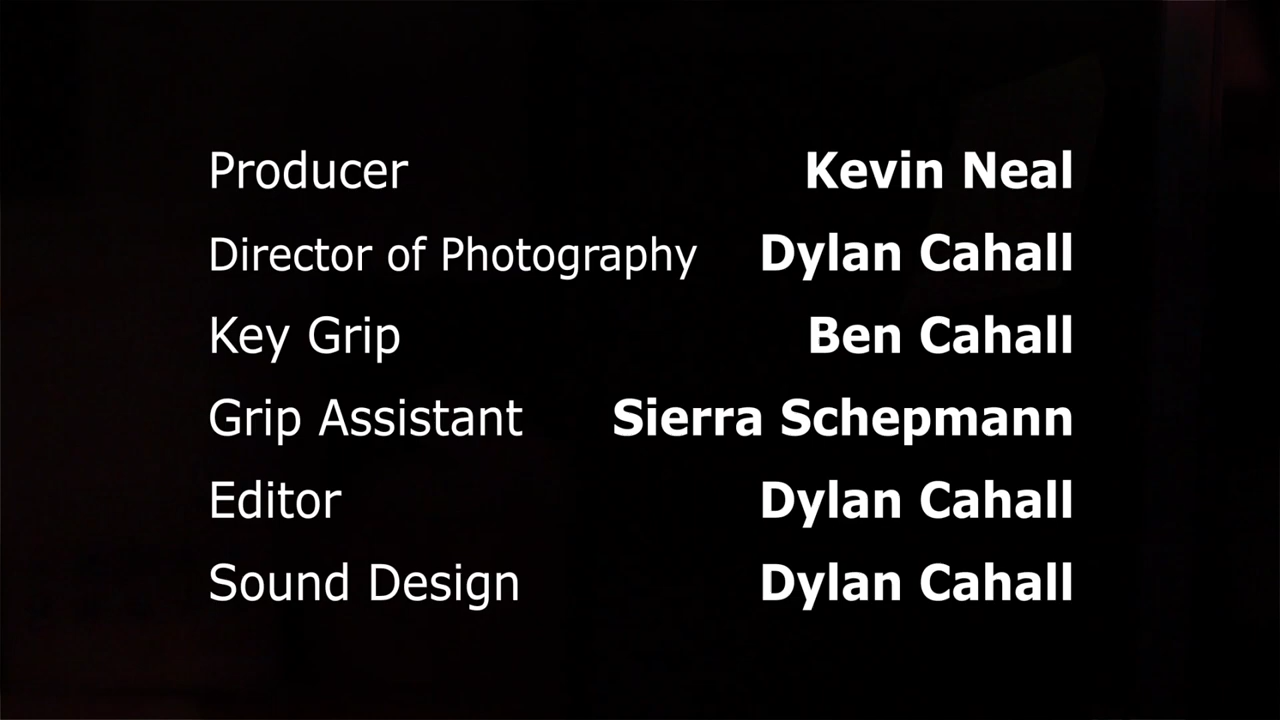 Producer Kevin Neal
Director of Photography Dylan Cahall
Key Grip Ben Cahall
Grip Assistant Sierra Schepmann
Editor Dylan Cahall
Sound Design Dylan Cahall